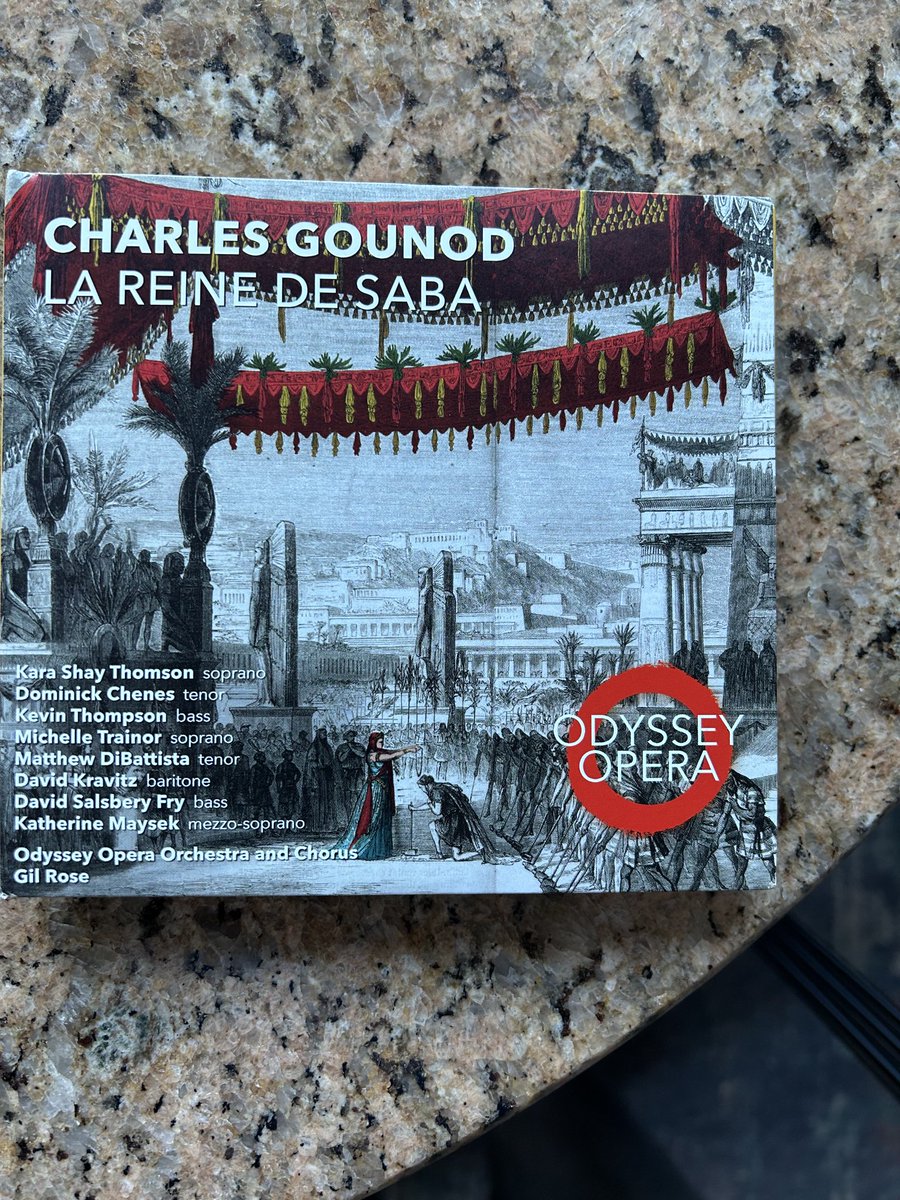 CHARLES GOUNOD
LA REINE DE SABA
Kara Shay Thomson soprano
Dominick Chenes tenor
Kevin Thompson bass
Michelle Trainor soprano
Matthew DiBattista tenor
David Kravitz baritone
David Salsbery Fry bass
Katherine Maysek mezzo-soprano
Odyssey Opera Orchestra and Chorus
Gil Rose
ODYSSEY
OPERA